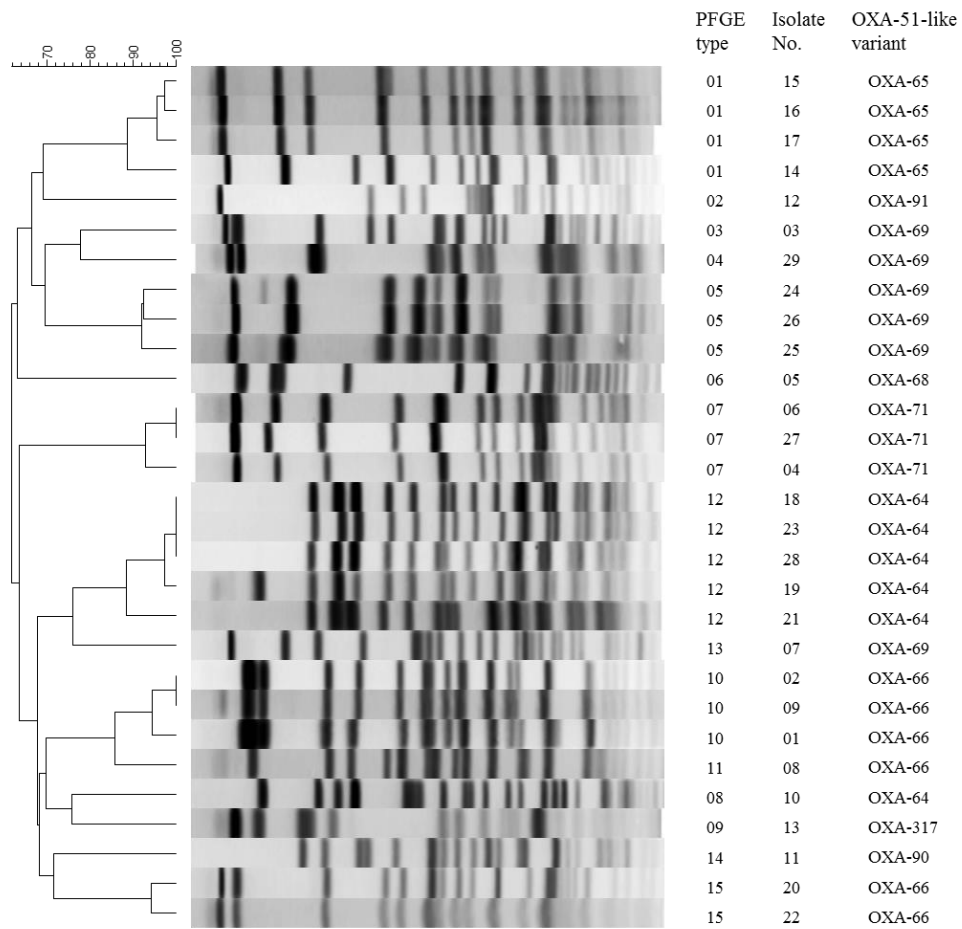 PFGE type Isolate No. OXA-51-like variant
70 80 90 100
01 15 OXA-65
01 16 OXA-65
01 17 OXA-65
01 14 OXA-65
02 12 OXA-91
03 03 OXA-69
04 29 OXA-69
05 24 OXA-69
05 26 OXA-69
05 25 OXA-69
06 05 OXA-68
07 06 OXA-71
07 27 OXA-71
07 04 OXA-71
12 18 OXA-64
12 23 OXA-64
12 28 OXA-64
12 19 OXA-64
12 21 OXA-64
13 07 OXA-69
10 02 OXA-66
10 09 OXA-66
10 01 OXA-66
11 08 OXA-66
08 10 OXA-64
09 13 OXA-317
14 11 OXA-90
15 20 OXA-66
15 22 OXA-66